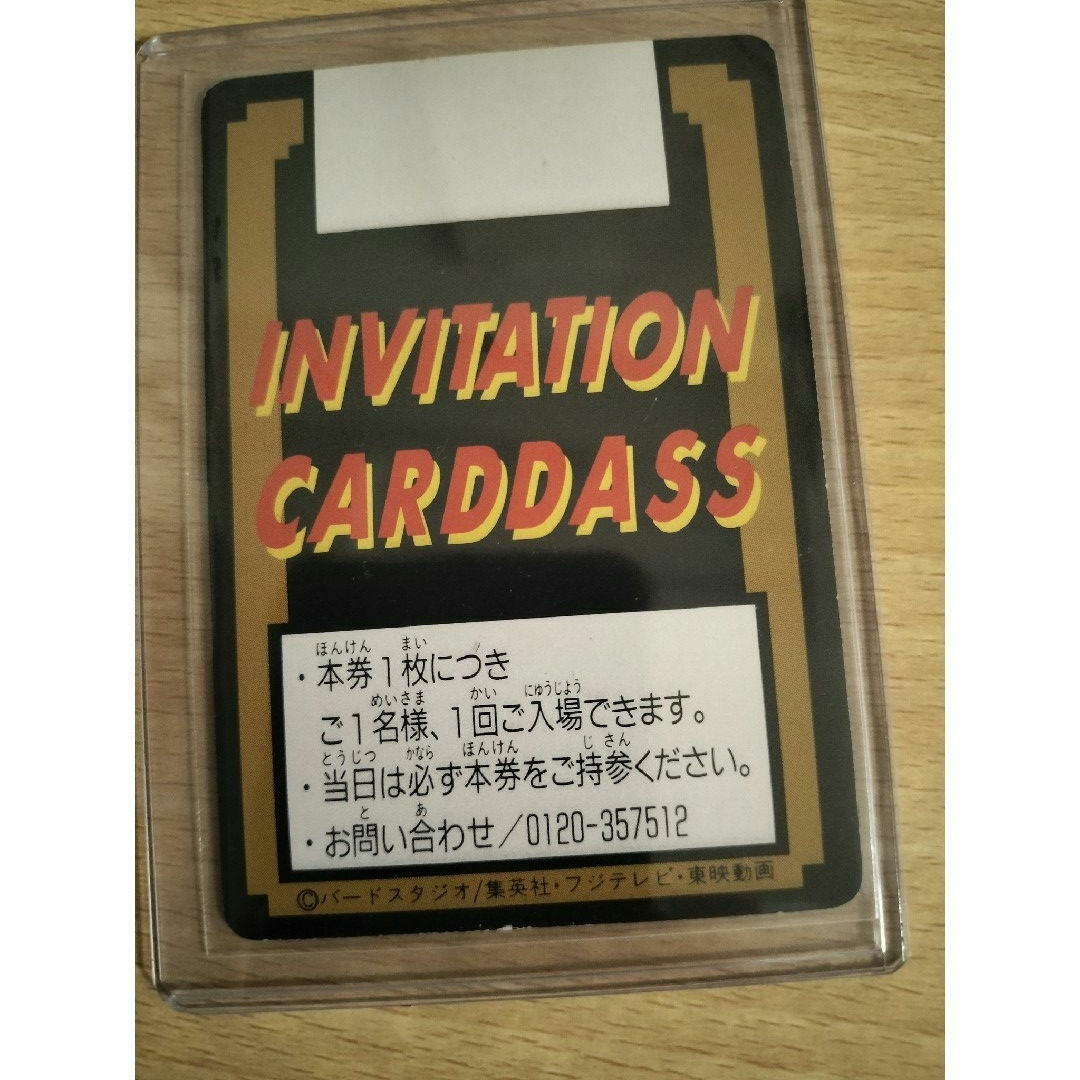 INVITATION
CARDDASS
ほんけん まい
・本券1枚につき
めいさま かい にゅうじょう
ご1名様、1回ご入場できます。
とうじつ かなら ほんけん じさん
・当日は必ず本券をご持参ください。
と あ
・お問い合わせ/0120-357512
©バードスタジオ/集英社・フジテレビ・東映動画